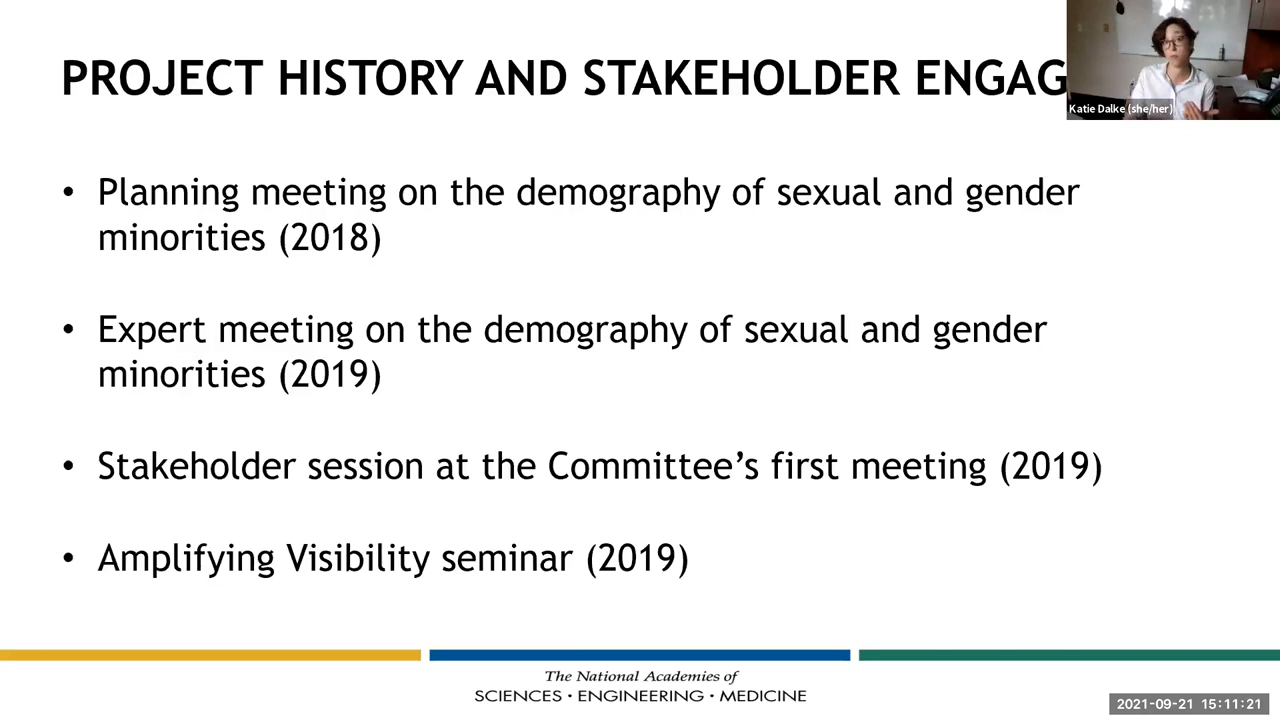 PROJECT HISTORY AND STAKEHOLDER ENGAG
Katie Dalke (she/her)
• Planning meeting on the demography of sexual and gender
minorities (2018)
• Expert meeting on the demography of sexual and gender
minorities (2019)
• Stakeholder session at the Committee’s first meeting (2019)
• Amplifying Visibility seminar (2019)
The National Academies of
SCIENCES · ENGINEERING · MEDICINE
2021-09-21 15:11:21